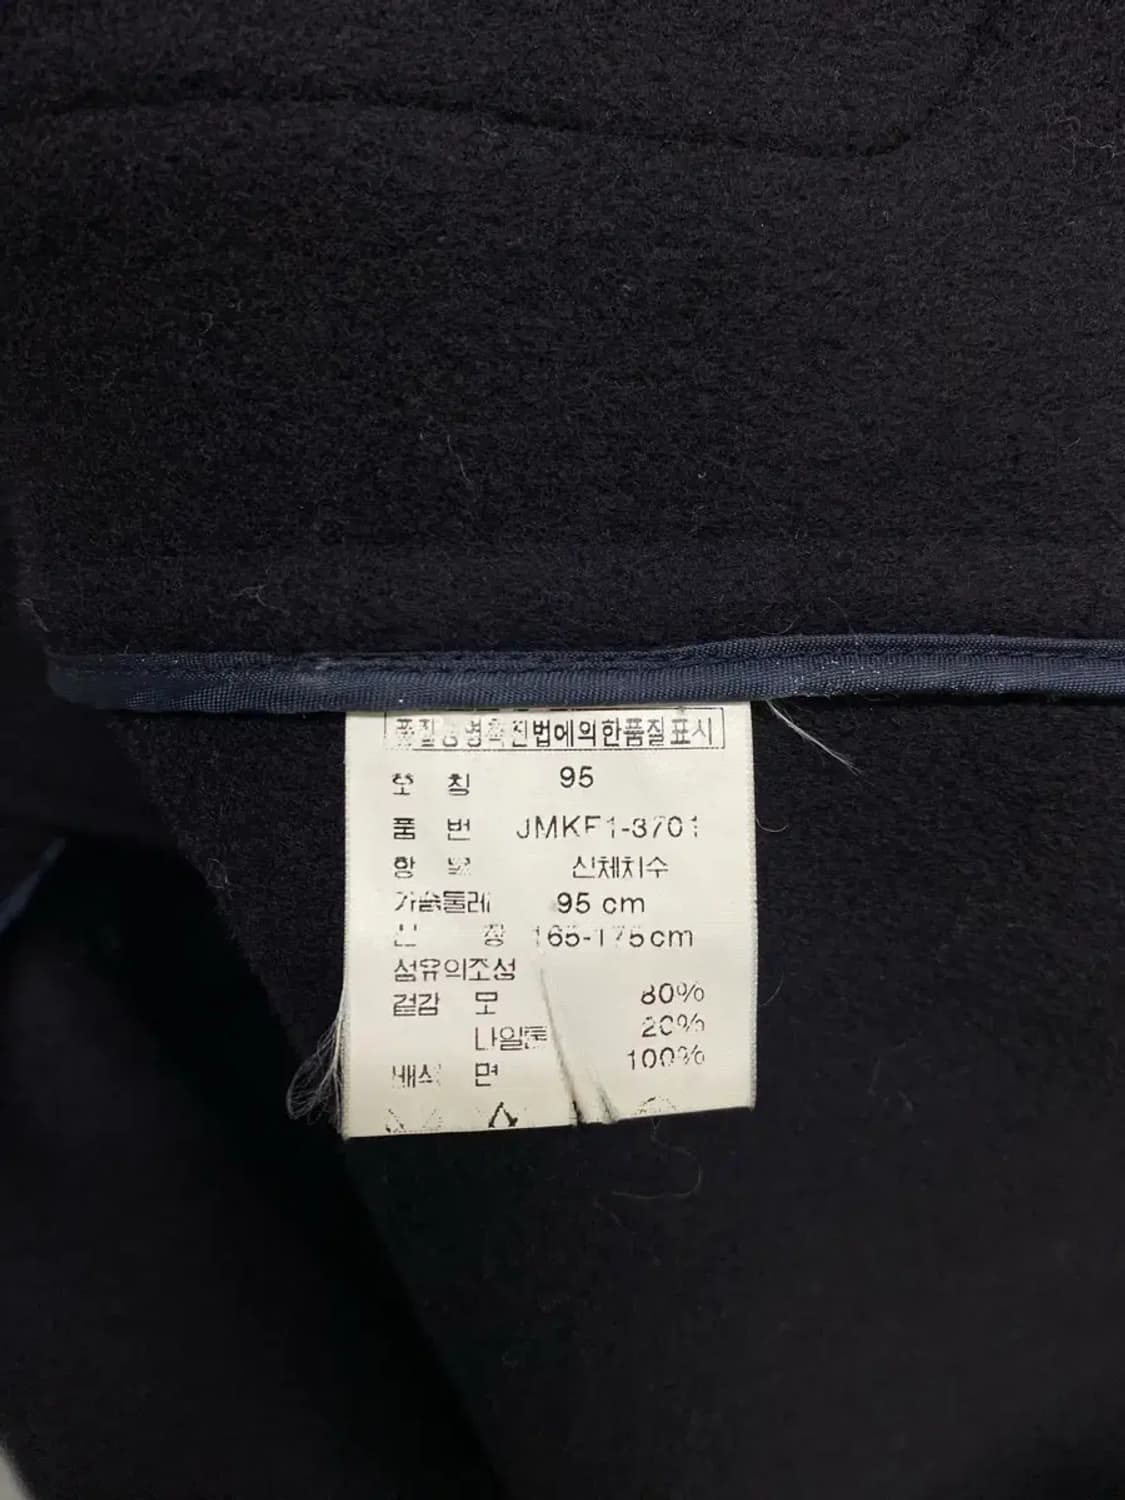 품질경영촉진법에의한품질표시
호 칭 95
품 번 JMKF1-3701
항 목 신체치수
가슴둘레 95 cm
신 장 165-175cm
섬유의조성
겉감 모 80%
나일론 20%
배색 면 100%